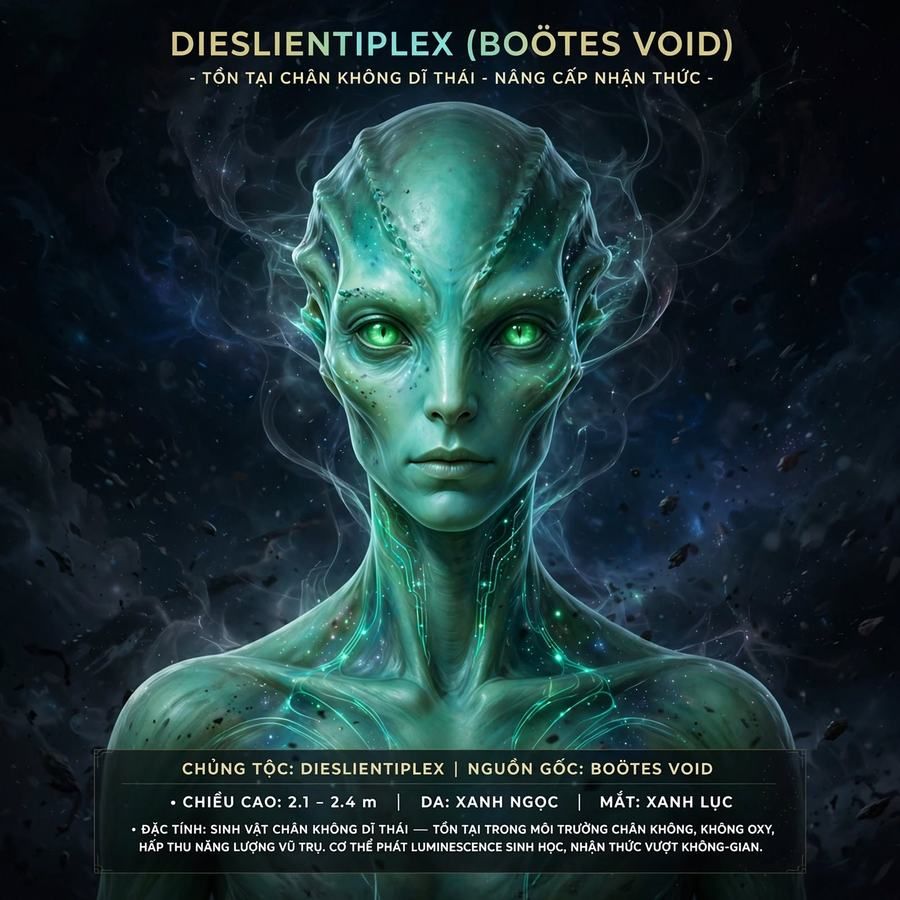 DIESLIENTIPLEX (BOÖTES VOID)
- TỒN TẠI CHÂN KHÔNG DĨ THÁI - NÂNG CẤP NHẬN THỨC -
CHỦNG TỘC: DIESLIENTIPLEX | NGUỒN GỐC: BOÖTES VOID
• CHIỀU CAO: 2.1 – 2.4 m | DA: XANH NGỌC | MẮT: XANH LỤC
• ĐẶC TÍNH: SINH VẬT CHÂN KHÔNG DĨ THÁI — TỒN TẠI TRONG MÔI TRƯỜNG CHÂN KHÔNG, KHÔNG OXY,
HẤP THU NĂNG LƯỢNG VŨ TRỤ. CƠ THỂ PHÁT LUMINESCENCE SINH HỌC, NHẬN THỨC VƯỢT KHÔNG-GIAN.